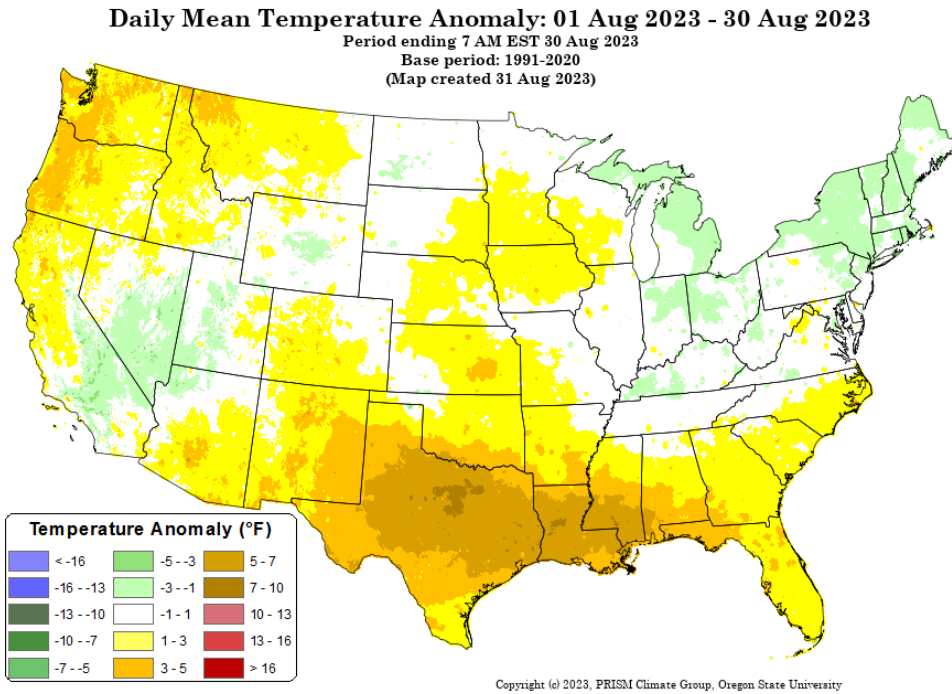 Daily Mean Temperature Anomaly: 01 Aug 2023 - 30 Aug 2023
Period ending 7 AM EST 30 Aug 2023
Base period: 1991-2020
(Map created 31 Aug 2023)
Temperature Anomaly (°F)
< -16 -5 - -3 5 - 7
-16 - -13 -3 - -1 7 - 10
-13 - -10 -1 - 1 10 - 13
-10 - -7 1 - 3 13 - 16
-7 - -5 3 - 5 > 16
Copyright (c) 2023, PRISM Climate Group, Oregon State University